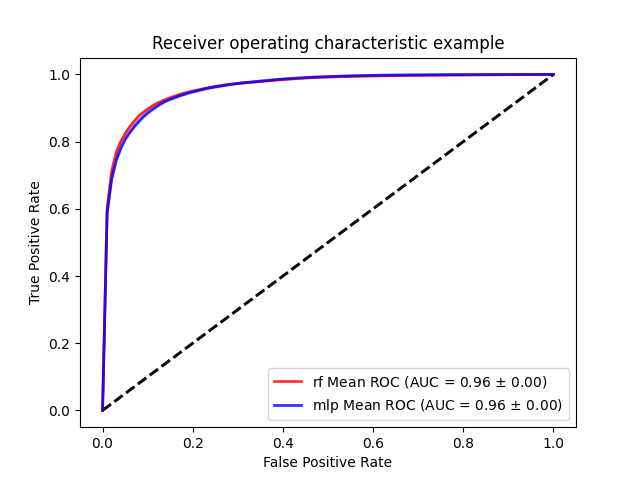 Receiver operating characteristic example
True Positive Rate
1.0
0.8
0.6
0.4
0.2
0.0
rf Mean ROC (AUC = 0.96 ± 0.00)
mlp Mean ROC (AUC = 0.96 ± 0.00)
0.0 0.2 0.4 0.6 0.8 1.0
False Positive Rate